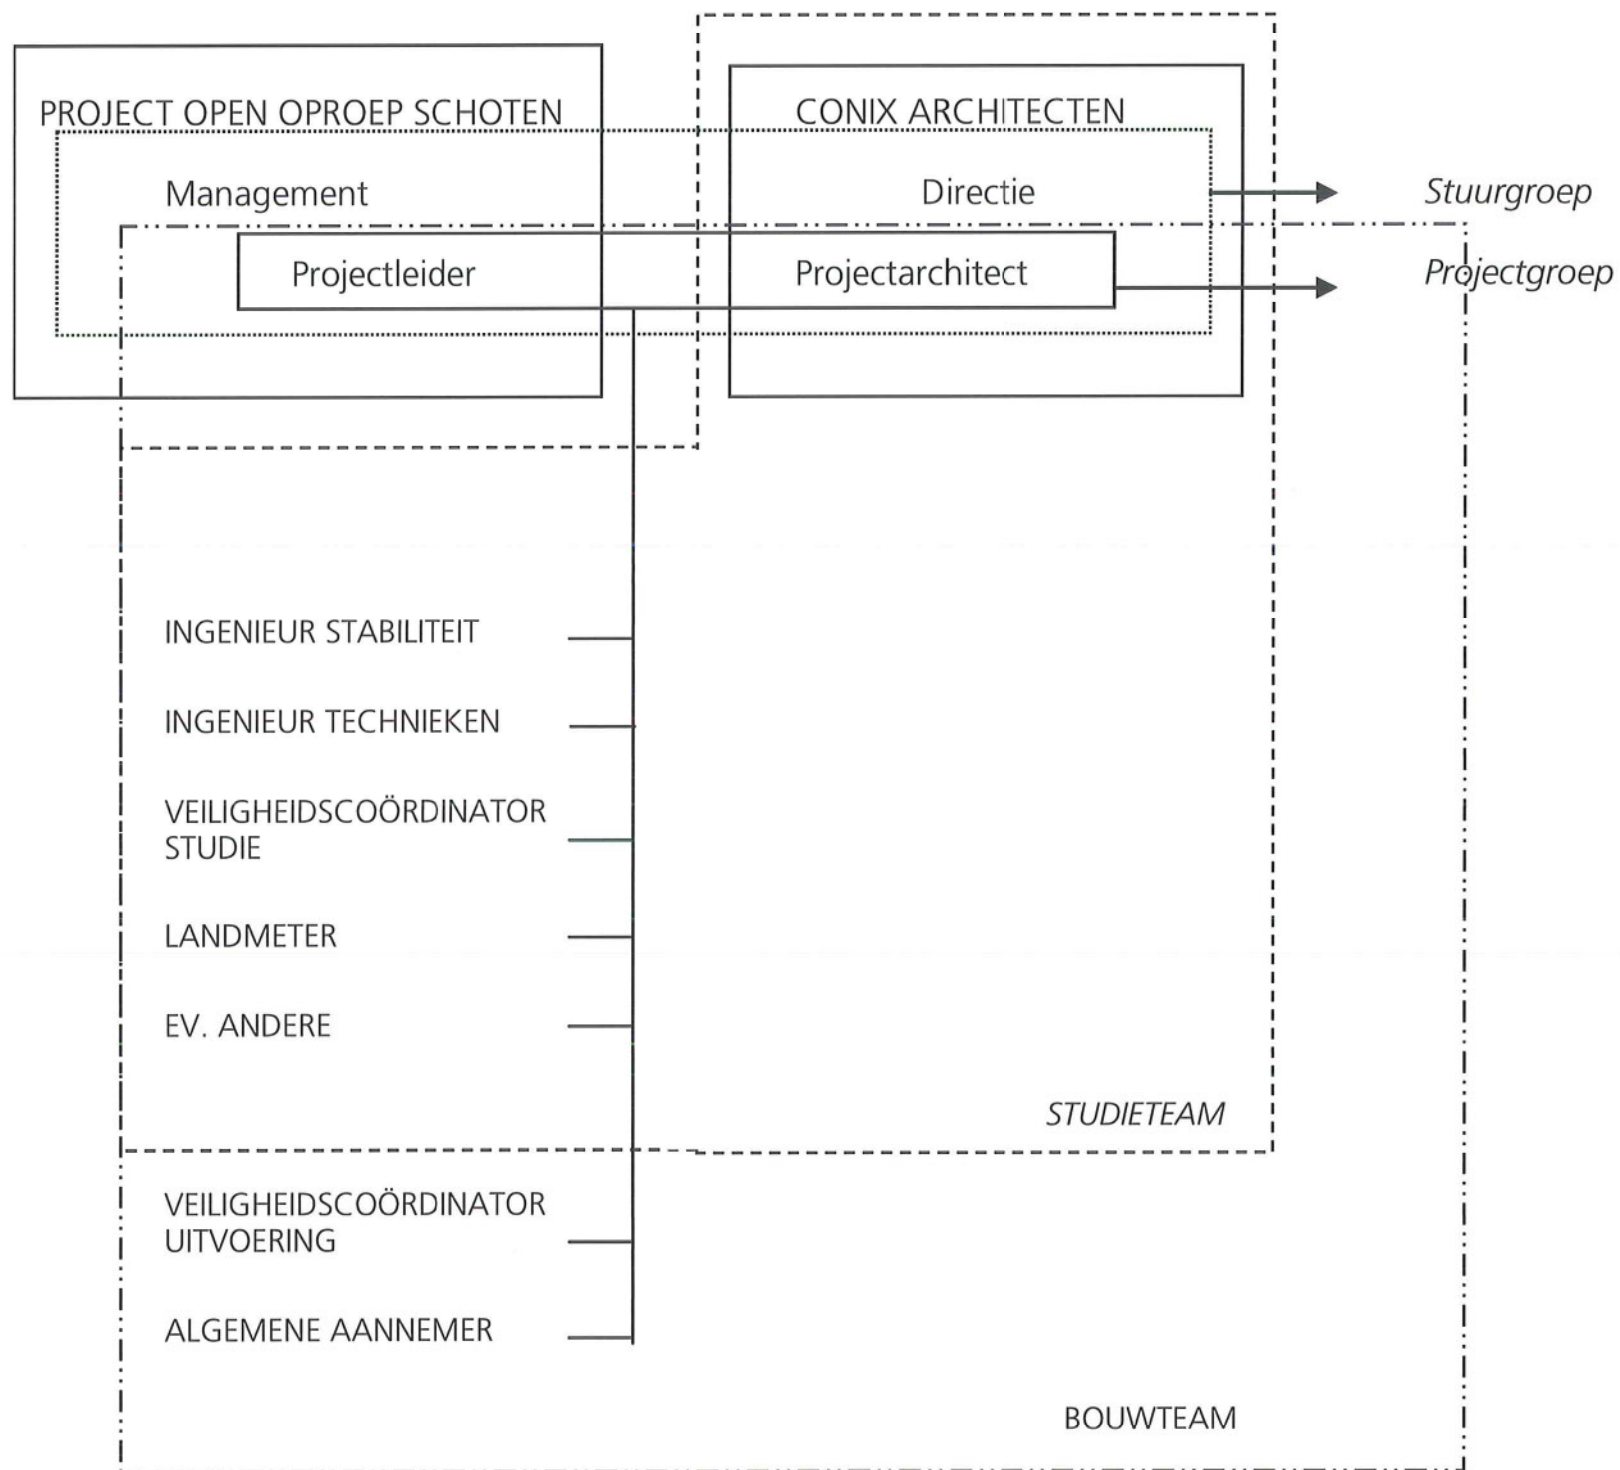 PROJECT OPEN OPROEP SCHOTEN
CONIX ARCHITECTEN
Management
Directie
Stuurgroep
Projectleider
Projectarchitect
Projectgroep
INGENIEUR STABILITEIT
INGENIEUR TECHNIEKEN
VEILIGHEIDSCOÖRDINATOR
STUDIE
LANDMETER
EV. ANDERE
STUDIETEAM
VEILIGHEIDSCOÖRDINATOR
UITVOERING
ALGEMENE AANNEMER
BOUWTEAM